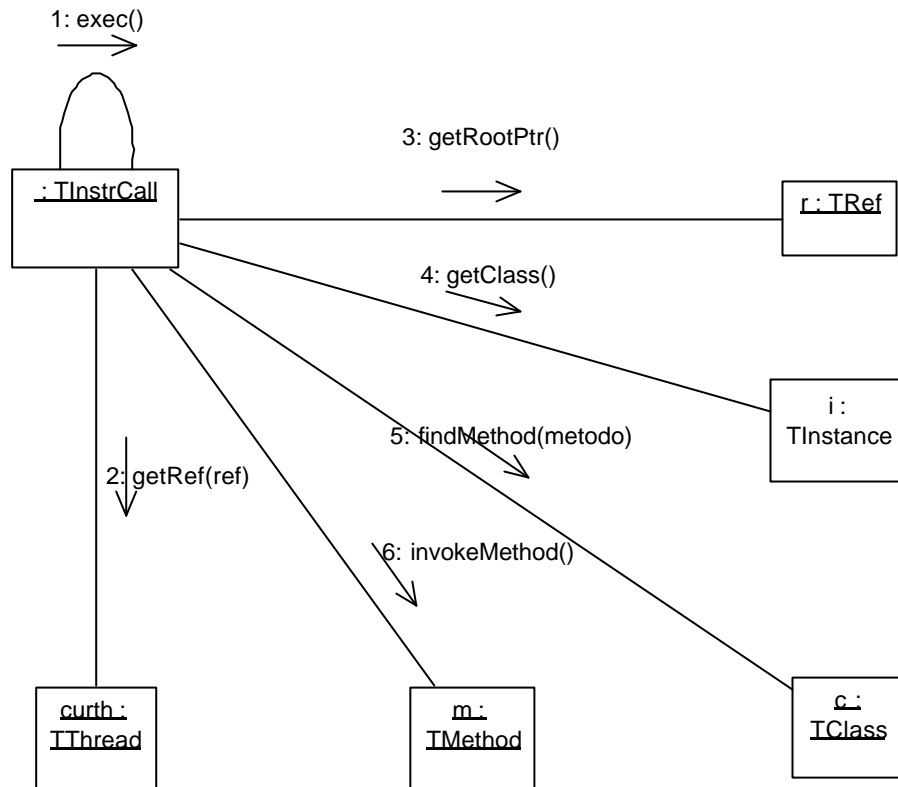 1: exec()
: TInstrCall
3: getRootPtr()
r : TRef
4: getClass()
i :
TInstance
5: findMethod(metodo)
2: getRef(ref)
6: invokeMethod()
curth :
TThread
m :
TMethod
c :
TClass